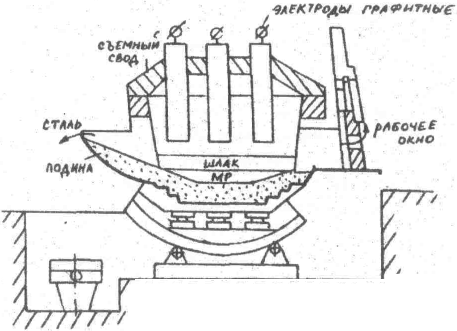 ЭЛЕКТРОДЫ ГРАФИТНЫЕ
СЪЕМНЫЙ
СВОД
СТАЛЬ
РАБОЧЕЕ
ОКНО
ПОДИНА
ШЛАК
МР